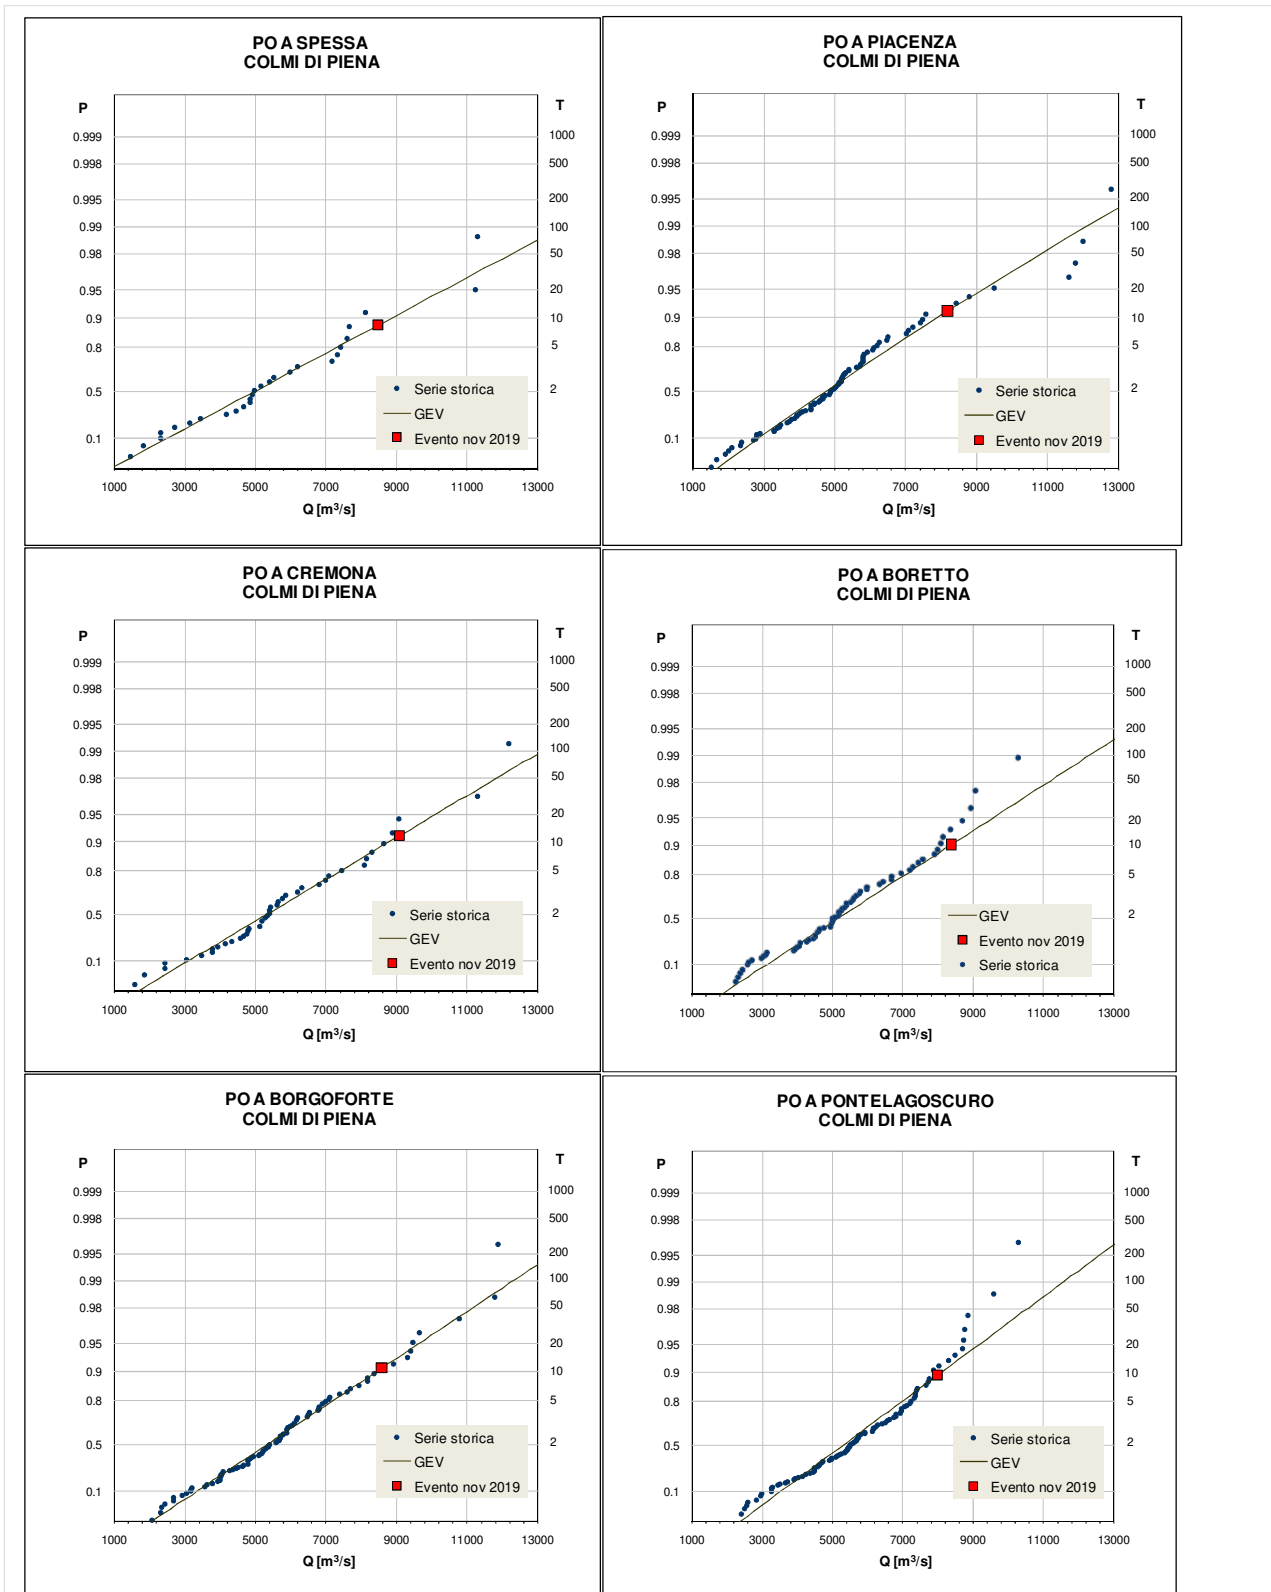 PO A SPESSA
COLMI DI PIENA
P
T
0.999
0.998
0.995
0.99
0.98
0.95
0.9
0.8
0.5
0.1
1000
500
200
100
50
20
10
5
2
Serie storica
GEV
Evento nov 2019
1000 3000 5000 7000 9000 11000 13000
Q [m³/s]
PO A PIACENZA
COLMI DI PIENA
P
T
0.999
0.998
0.995
0.99
0.98
0.95
0.9
0.8
0.5
0.1
1000
500
200
100
50
20
10
5
2
Serie storica
GEV
Evento nov 2019
1000 3000 5000 7000 9000 11000 13000
Q [m³/s]
PO A CREMONA
COLMI DI PIENA
P
T
0.999
0.998
0.995
0.99
0.98
0.95
0.9
0.8
0.5
0.1
1000
500
200
100
50
20
10
5
2
Serie storica
GEV
Evento nov 2019
1000 3000 5000 7000 9000 11000 13000
Q [m³/s]
PO A BORETTO
COLMI DI PIENA
P
T
0.999
0.998
0.995
0.99
0.98
0.95
0.9
0.8
0.5
0.1
1000
500
200
100
50
20
10
5
2
GEV
Evento nov 2019
Serie storica
1000 3000 5000 7000 9000 11000 13000
Q [m³/s]
PO A BORGOFORTE
COLMI DI PIENA
P
T
0.999
0.998
0.995
0.99
0.98
0.95
0.9
0.8
0.5
0.1
1000
500
200
100
50
20
10
5
2
Serie storica
GEV
Evento nov 2019
1000 3000 5000 7000 9000 11000 13000
Q [m³/s]
PO A PONTELAGOSCURO
COLMI DI PIENA
P
T
0.999
0.998
0.995
0.99
0.98
0.95
0.9
0.8
0.5
0.1
1000
500
200
100
50
20
10
5
2
Serie storica
GEV
Evento nov 2019
1000 3000 5000 7000 9000 11000 13000
Q [m³/s]